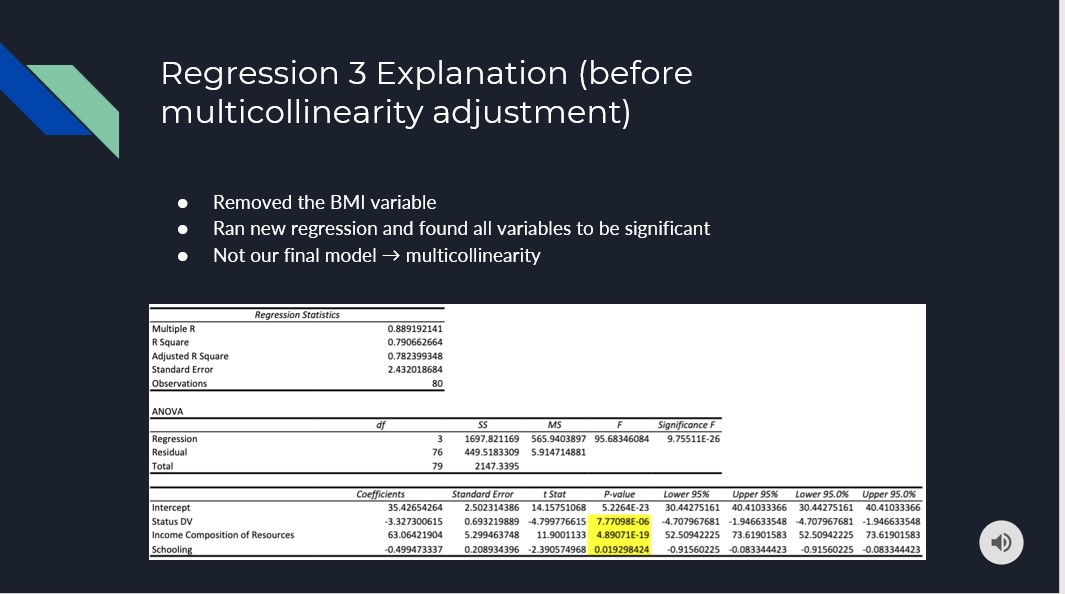 Regression 3 Explanation (before
multicollinearity adjustment)
● Removed the BMI variable
● Ran new regression and found all variables to be significant
● Not our final model → multicollinearity
Regression Statistics
Multiple R 0.889192141
R Square 0.790662664
Adjusted R Square 0.782399348
Standard Error 2.432018684
Observations 80
ANOVA
df SS MS F Significance F
Regression 3 1697.821169 565.9403897 95.68346084 9.75511E-26
Residual 76 449.5183309 5.914714881
Total 79 2147.3395
Coefficients Standard Error t Stat P-value Lower 95% Upper 95% Lower 95.0% Upper 95.0%
Intercept 35.42654264 2.502314386 14.15751068 5.2264E-23 30.44275161 40.41033366 30.44275161 40.41033366
Status DV -3.327300615 0.693219889 -4.799776615 7.77098E-06 -4.707967681 -1.946633548 -4.707967681 -1.946633548
Income Composition of Resources 63.06421904 5.299463748 11.9001133 4.89071E-19 52.50942225 73.61901583 52.50942225 73.61901583
Schooling -0.499473337 0.208934396 -2.390574968 0.019298424 -0.91560225 -0.083344423 -0.91560225 -0.083344423